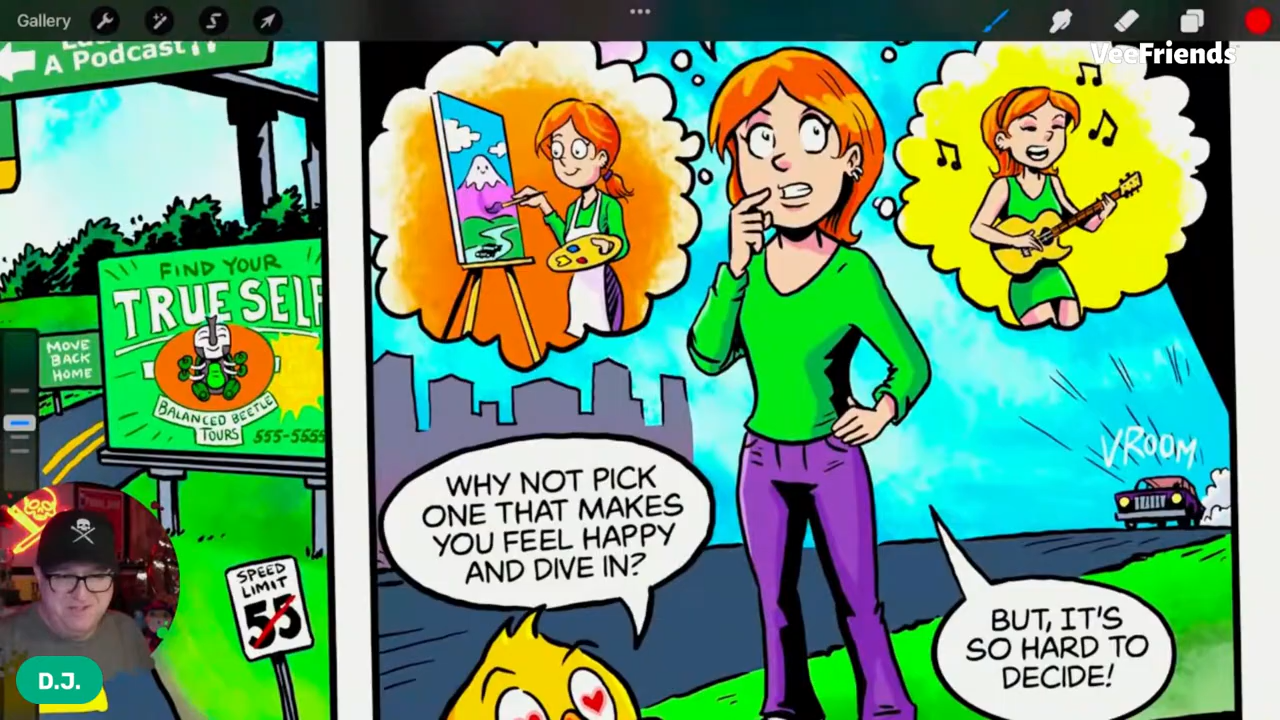 Gallery
VeeFriends
A Podcast
FIND YOUR
TRUE SELF
MOVE
BACK
HOME
BALANCED BEETLE
TOURS
555-5555
SPEED
LIMIT
55
WHY NOT PICK
ONE THAT MAKES
YOU FEEL HAPPY
AND DIVE IN?
VROOM
BUT, IT'S
SO HARD TO
DECIDE!
D.J.